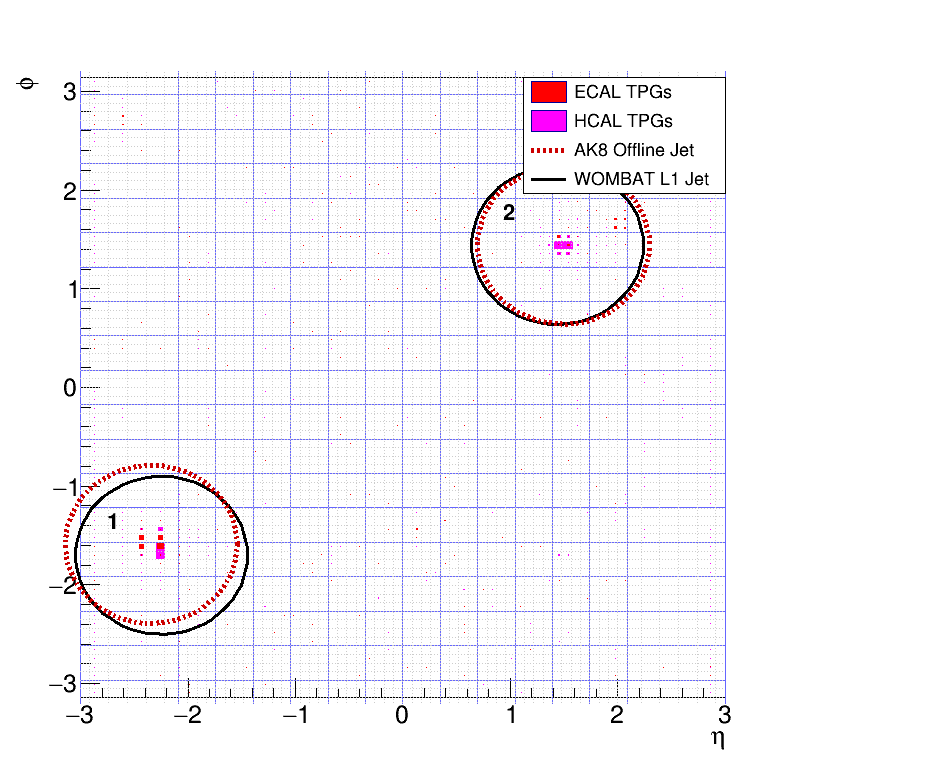 ϕ
3
ECAL TPGs
HCAL TPGs
AK8 Offline Jet
WOMBAT L1 Jet
2
2
1
0
−1
1
−2
−3
−3 −2 −1 0 1 2 3
η